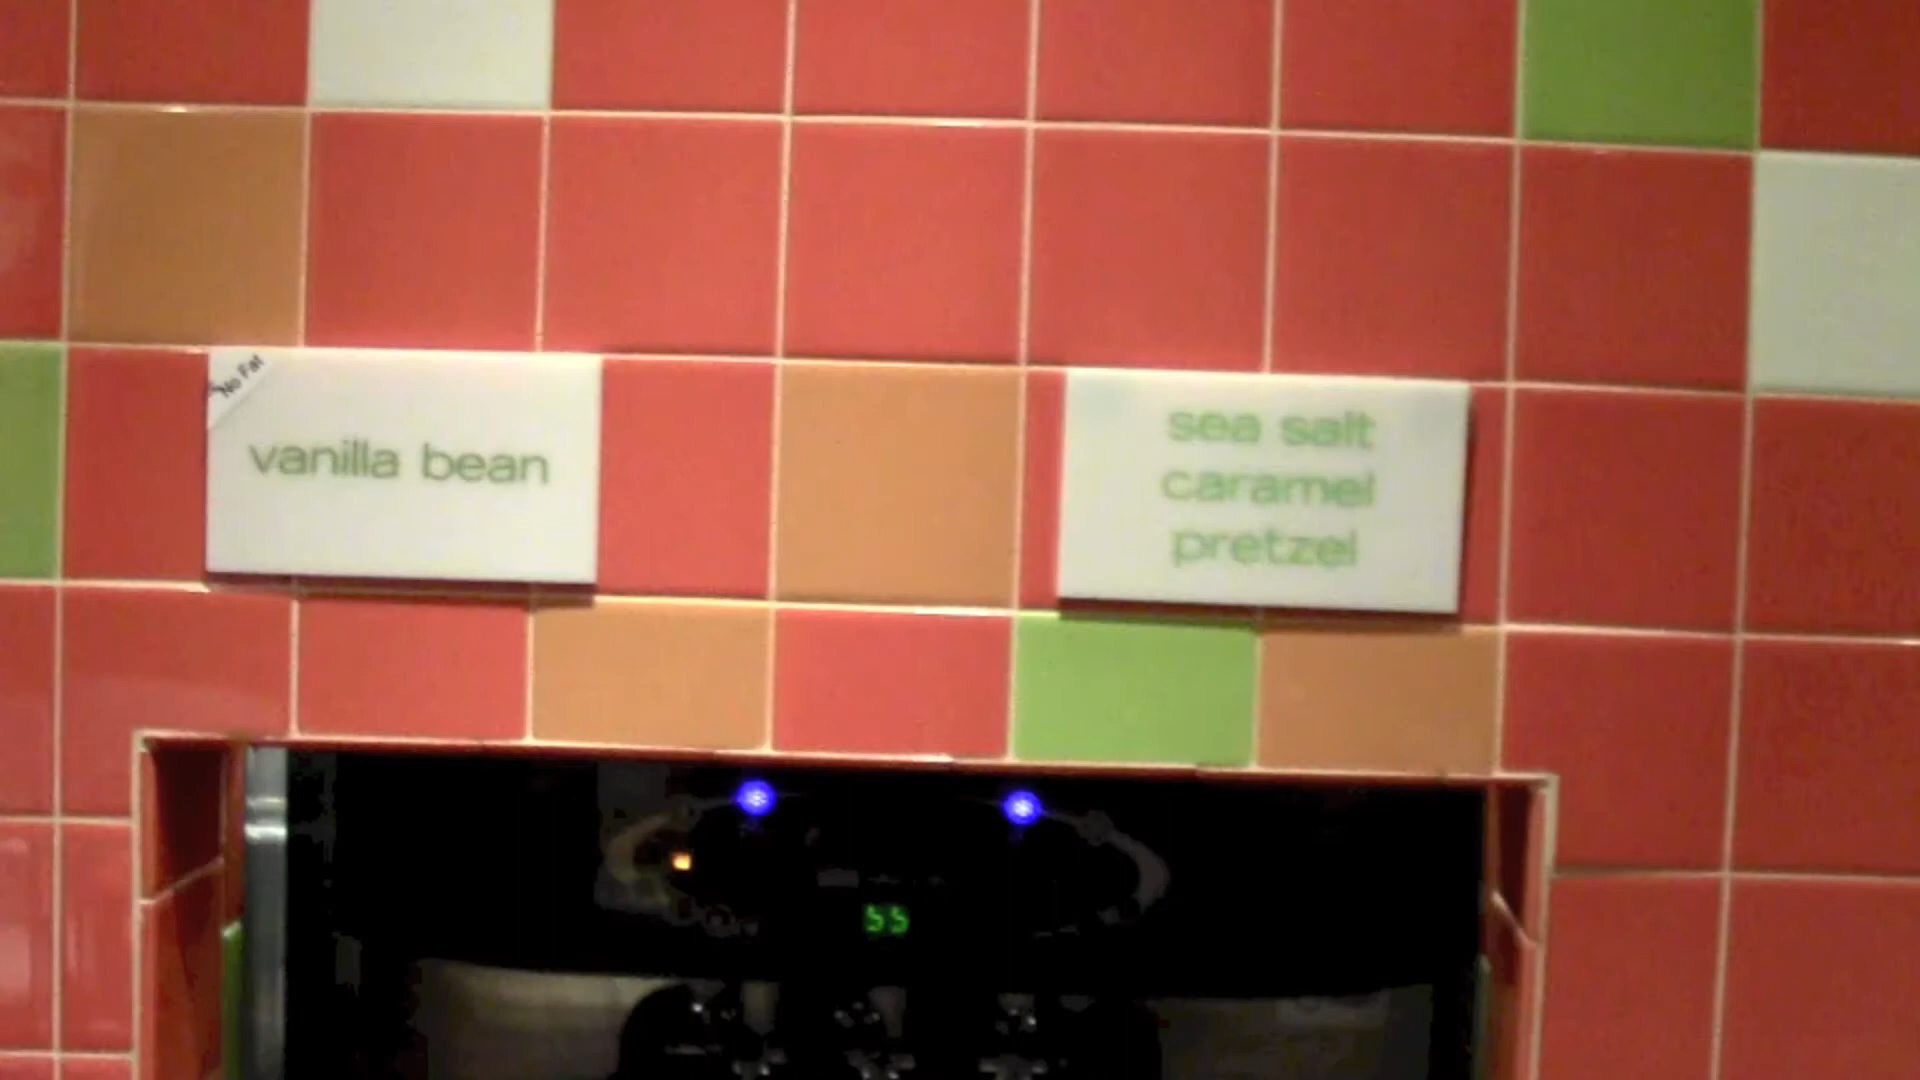 No Fat
vanilla bean
sea salt
caramel
pretzel
55